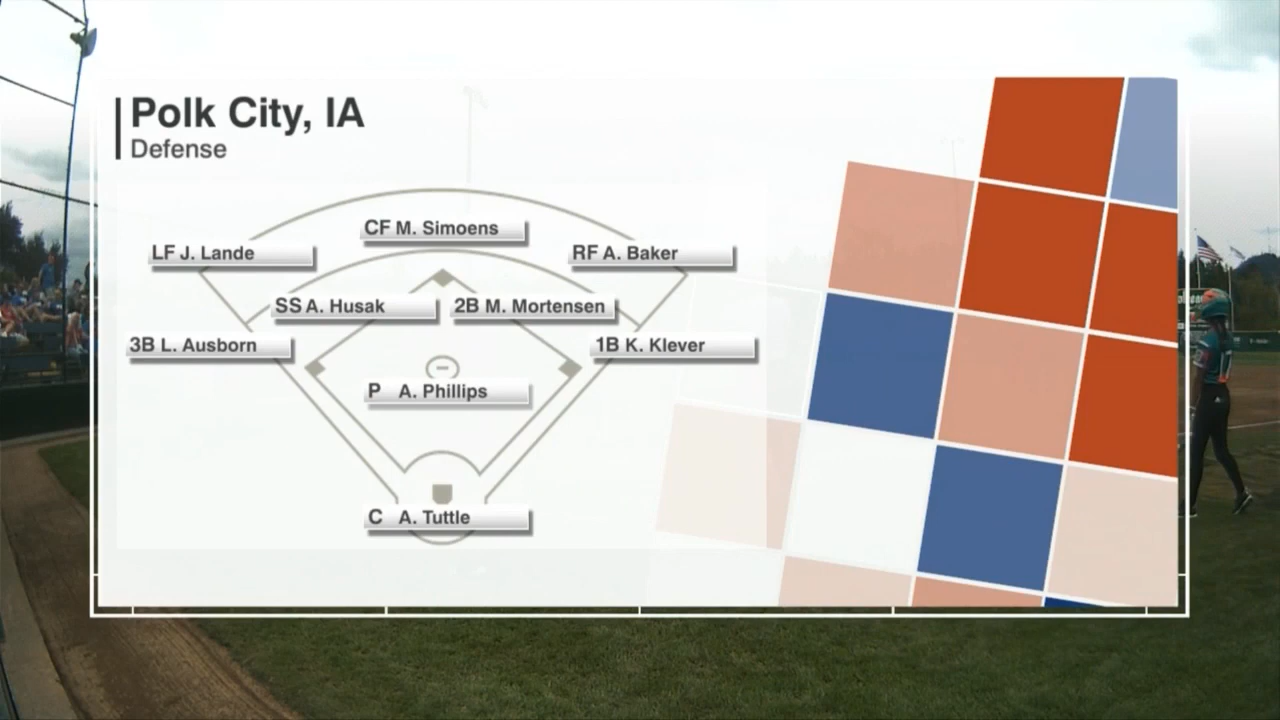 Polk City, IA
Defense
CF M. Simoens
LF J. Lande
RF A. Baker
SS A. Husak
2B M. Mortensen
3B L. Ausborn
1B K. Klever
P A. Phillips
C A. Tuttle